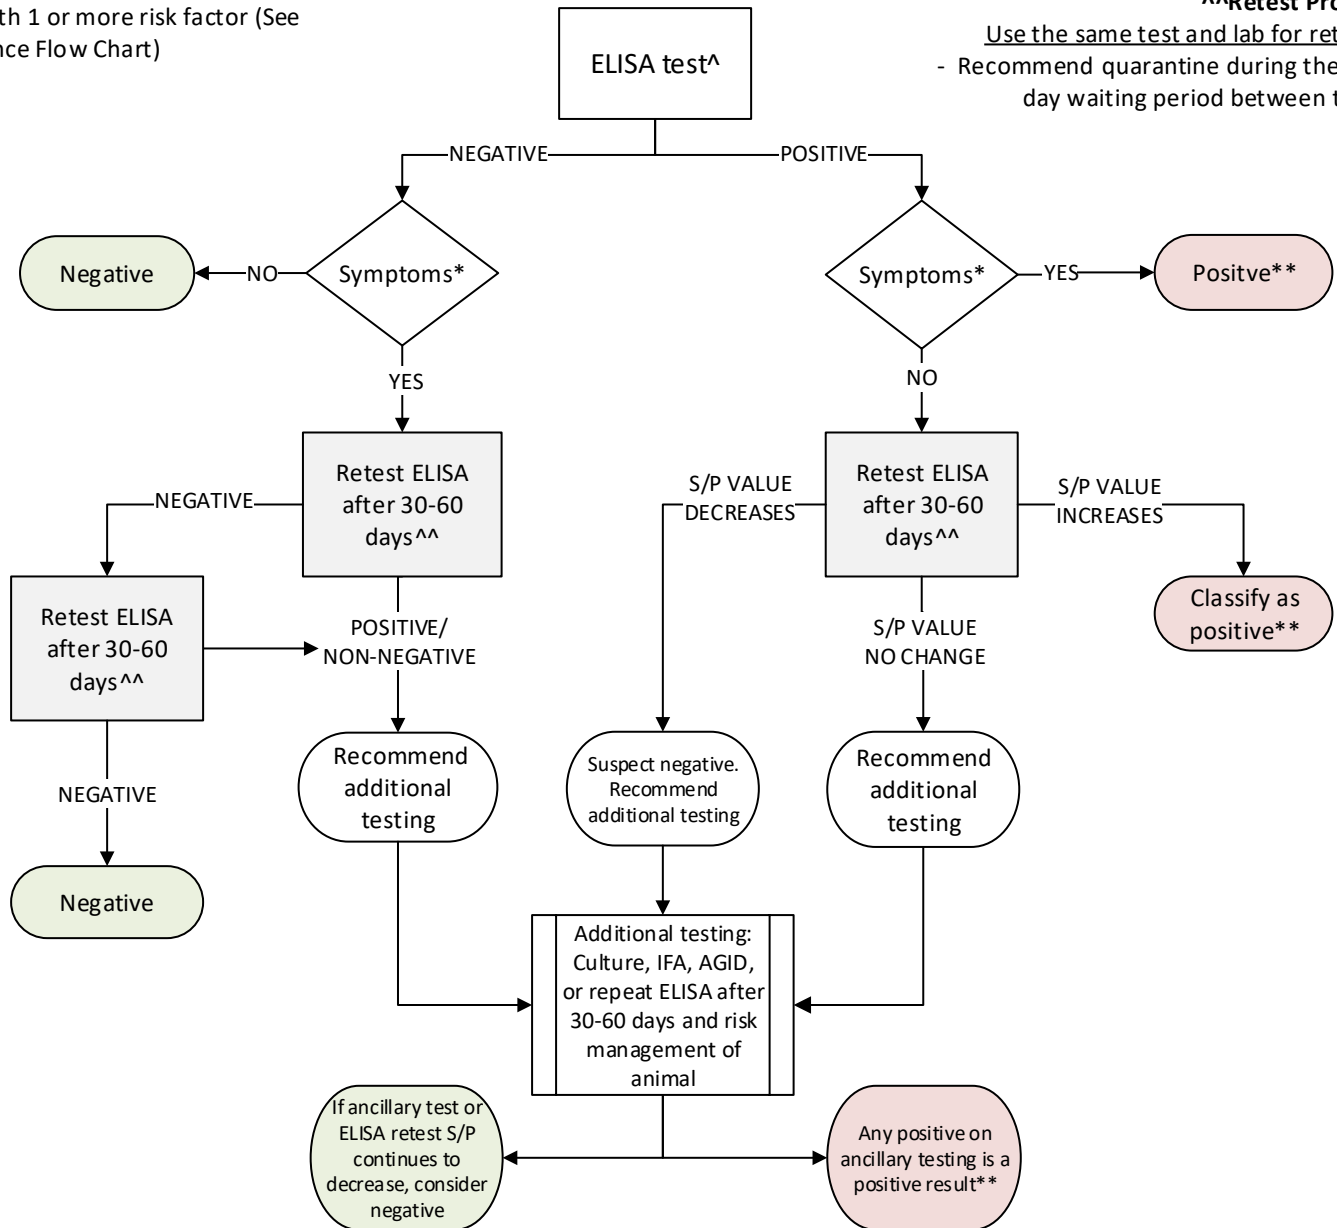 th 1 or more risk factor (See
nce Flow Chart)
^^Retest Pro
Use the same test and lab for ret
- Recommend quarantine during the
day waiting period between t
ELISA test^
NEGATIVE
POSITIVE
Negative
NO
Symptoms*
Symptoms*
YES
Positve**
YES
NO
Retest ELISA
after 30-60
days^^
NEGATIVE
S/P VALUE
DECREASES
Retest ELISA
after 30-60
days^^
S/P VALUE
INCREASES
Retest ELISA
after 30-60
days^^
POSITIVE/
NON-NEGATIVE
S/P VALUE
NO CHANGE
Classify as
positive**
NEGATIVE
Recommend
additional
testing
Suspect negative.
Recommend
additional testing
Recommend
additional
testing
Negative
Additional testing:
Culture, IFA, AGID,
or repeat ELISA after
30-60 days and risk
management of
animal
If ancillary test or
ELISA retest S/P
continues to
decrease, consider
negative
Any positive on
ancillary testing is a
positive result**